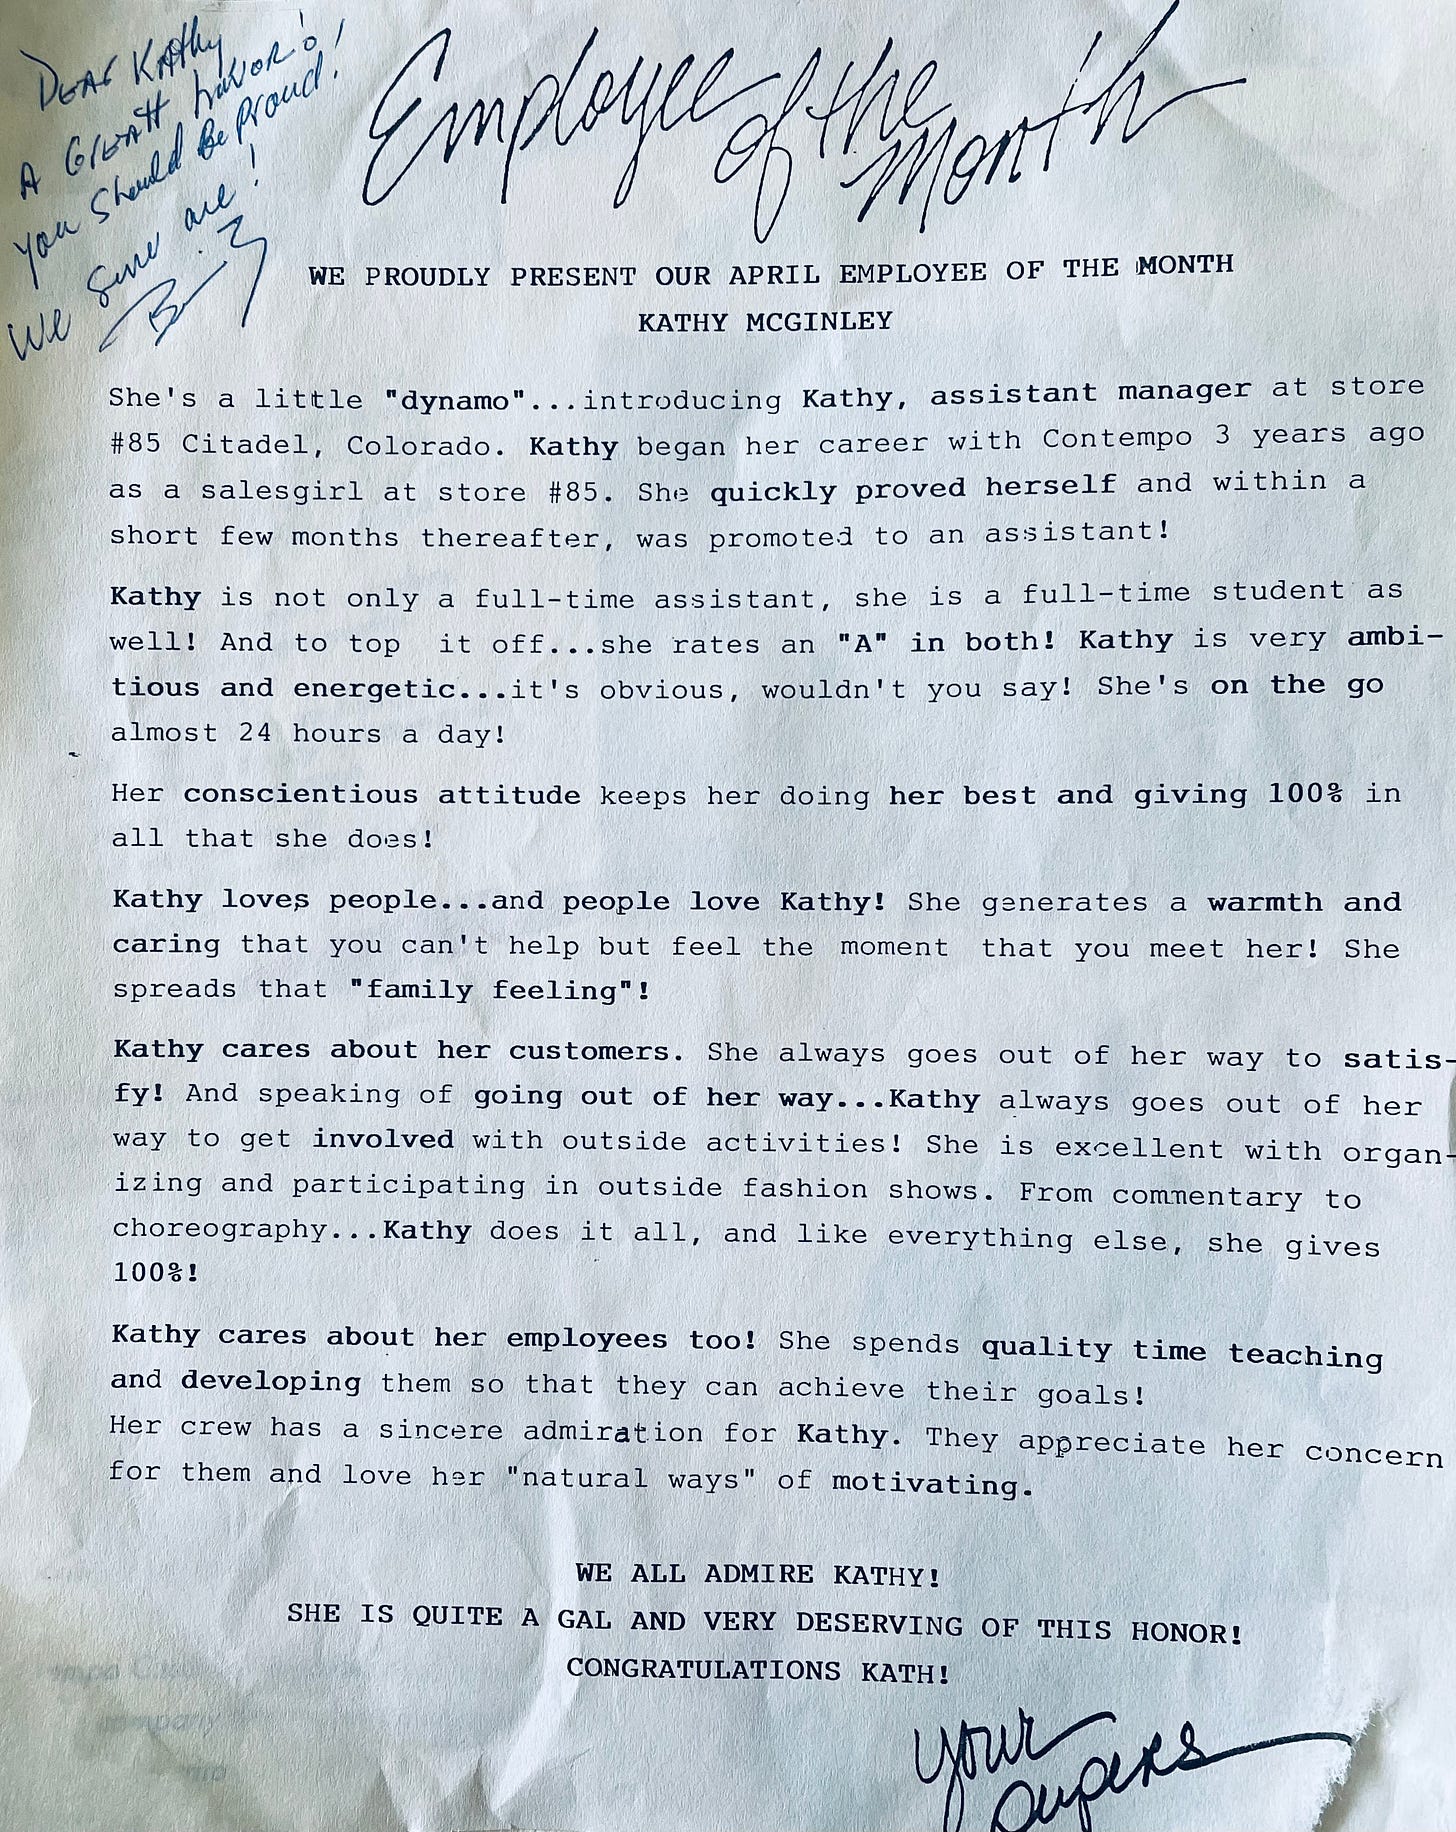 Dear Kathy
A Great honor!
you should Be Proud!
We sure are!
Employee
of the
Month
WE PROUDLY PRESENT OUR APRIL EMPLOYEE OF THE MONTH
KATHY MCGINLEY
She's a little "dynamo"...introducing Kathy, assistant manager at store
#85 Citadel, Colorado. Kathy began her career with Contempo 3 years ago
as a salesgirl at store #85. She quickly proved herself and within a
short few months thereafter, was promoted to an assistant!
Kathy is not only a full-time assistant, she is a full-time student as
well! And to top it off...she rates an "A" in both! Kathy is very ambi-
tious and energetic...it's obvious, wouldn't you say! She's on the go
almost 24 hours a day!
Her conscientious attitude keeps her doing her best and giving 100% in
all that she does!
Kathy loves people...and people love Kathy! She generates a warmth and
caring that you can't help but feel the moment that you meet her! She
spreads that "family feeling"!
Kathy cares about her customers. She always goes out of her way to satis-
fy! And speaking of going out of her way...Kathy always goes out of her
way to get involved with outside activities! She is excellent with organ-
izing and participating in outside fashion shows. From commentary to
choreography...Kathy does it all, and like everything else, she gives
100%!
Kathy cares about her employees too! She spends quality time teaching
and developing them so that they can achieve their goals!
Her crew has a sincere admiration for Kathy. They appreciate her concern
for them and love her "natural ways" of motivating.
WE ALL ADMIRE KATHY!
SHE IS QUITE A GAL AND VERY DESERVING OF THIS HONOR!
CONGRATULATIONS KATH!
your
company